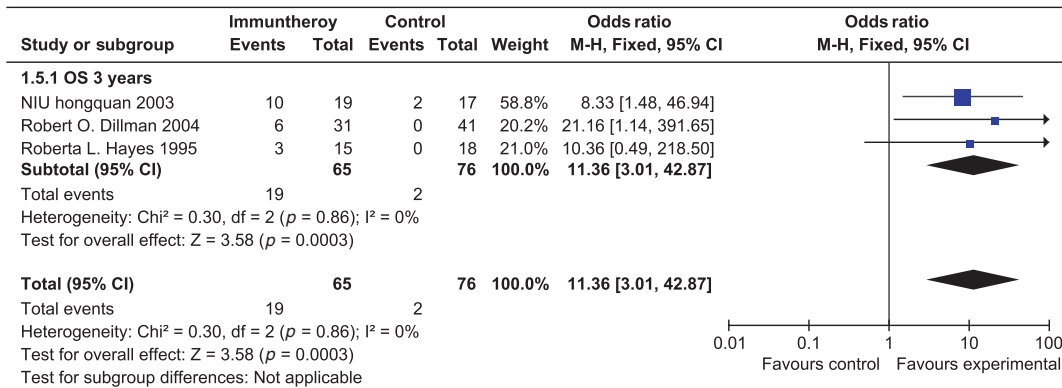 Immuntheroy Control Odds ratio Odds ratio
Study or subgroup Events Total Events Total Weight M-H, Fixed, 95% CI M-H, Fixed, 95% CI
1.5.1 OS 3 years
NIU hongquan 2003 10 19 2 17 58.8% 8.33 [1.48, 46.94]
Robert O. Dillman 2004 6 31 0 41 20.2% 21.16 [1.14, 391.65]
Roberta L. Hayes 1995 3 15 0 18 21.0% 10.36 [0.49, 218.50]
Subtotal (95% CI) 65 76 100.0% 11.36 [3.01, 42.87]
Total events 19 2
Heterogeneity: Chi² = 0.30, df = 2 (p = 0.86); I² = 0%
Test for overall effect: Z = 3.58 (p = 0.0003)
Total (95% CI) 65 76 100.0% 11.36 [3.01, 42.87]
Total events 19 2
Heterogeneity: Chi² = 0.30, df = 2 (p = 0.86); I² = 0%
Test for overall effect: Z = 3.58 (p = 0.0003)
Test for subgroup differences: Not applicable
0.01 0.1 1 10 100
Favours control Favours experimental